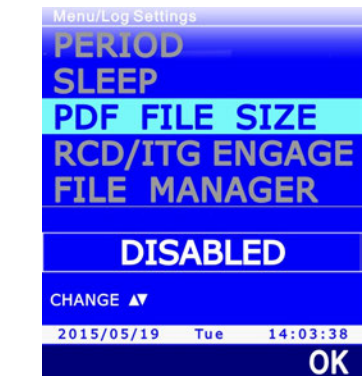 Menu/Log Settings
PERIOD
SLEEP
PDF FILE SIZE
RCD/ITG ENGAGE
FILE MANAGER
DISABLED
CHANGE ▲▼
2015/05/19 Tue 14:03:38
OK